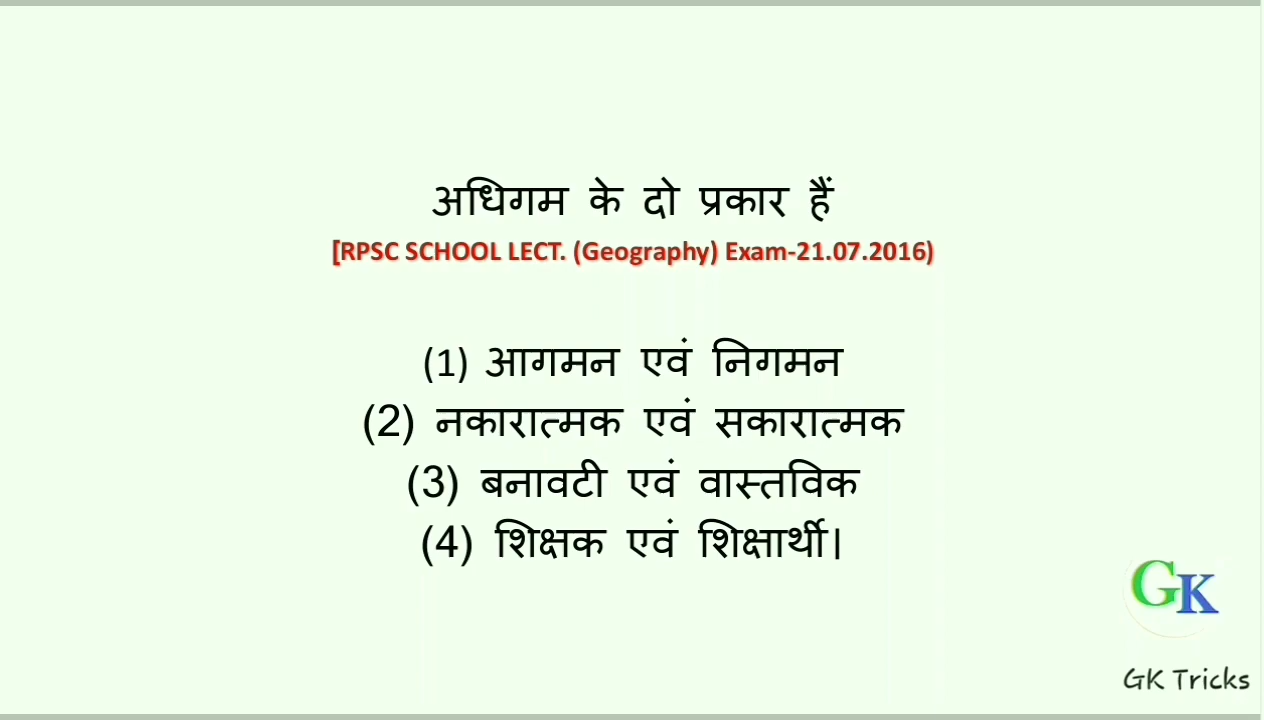 अधिगम के दो प्रकार हैं
[RPSC SCHOOL LECT. (Geography) Exam-21.07.2016)
(1) आगमन एवं निगमन
(2) नकारात्मक एवं सकारात्मक
(3) बनावटी एवं वास्तविक
(4) शिक्षक एवं शिक्षार्थी।
GK
GK Tricks